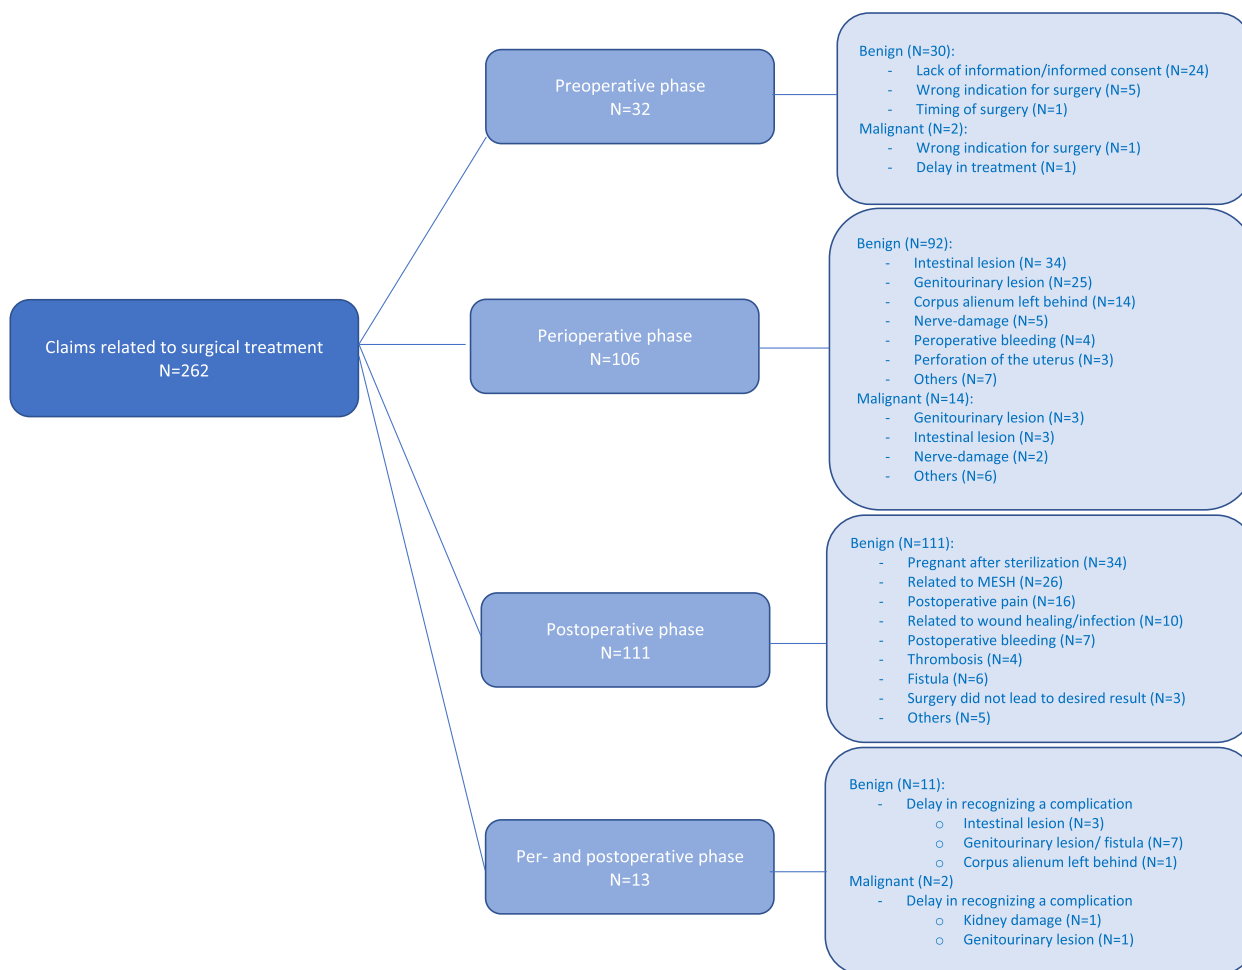 Claims related to surgical treatment
N=262
Preoperative phase
N=32
Benign (N=30):
- Lack of information/informed consent (N=24)
- Wrong indication for surgery (N=5)
- Timing of surgery (N=1)
Malignant (N=2):
- Wrong indication for surgery (N=1)
- Delay in treatment (N=1)
Perioperative phase
N=106
Benign (N=92):
- Intestinal lesion (N= 34)
- Genitourinary lesion (N=25)
- Corpus alienum left behind (N=14)
- Nerve-damage (N=5)
- Peroperative bleeding (N=4)
- Perforation of the uterus (N=3)
- Others (N=7)
Malignant (N=14):
- Genitourinary lesion (N=3)
- Intestinal lesion (N=3)
- Nerve-damage (N=2)
- Others (N=6)
Postoperative phase
N=111
Benign (N=111):
- Pregnant after sterilization (N=34)
- Related to MESH (N=26)
- Postoperative pain (N=16)
- Related to wound healing/infection (N=10)
- Postoperative bleeding (N=7)
- Thrombosis (N=4)
- Fistula (N=6)
- Surgery did not lead to desired result (N=3)
- Others (N=5)
Per- and postoperative phase
N=13
Benign (N=11):
- Delay in recognizing a complication
o Intestinal lesion (N=3)
o Genitourinary lesion/ fistula (N=7)
o Corpus alienum left behind (N=1)
Malignant (N=2)
- Delay in recognizing a complication
o Kidney damage (N=1)
o Genitourinary lesion (N=1)